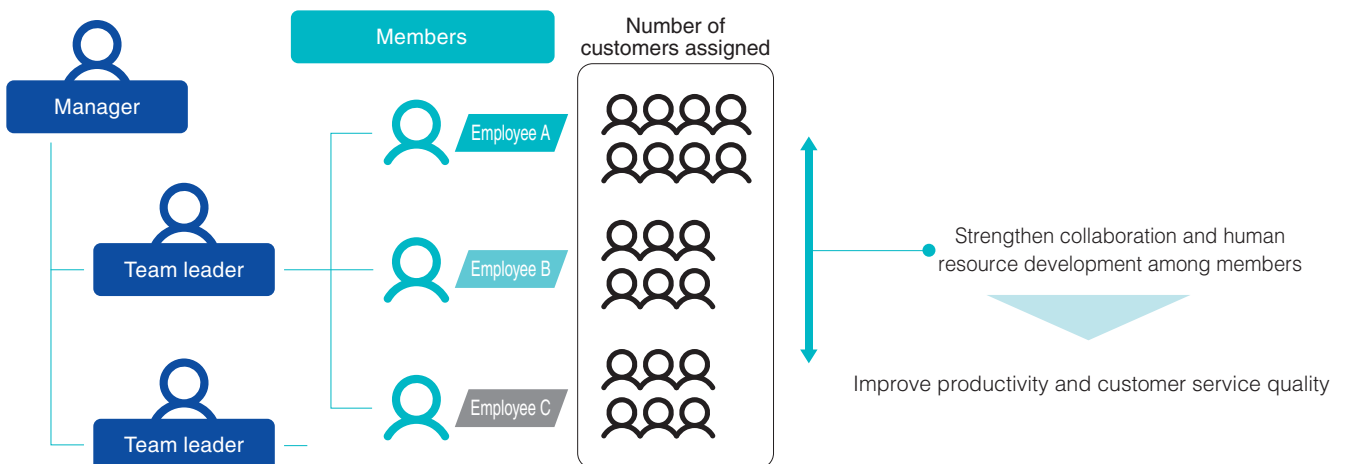 Manager
Members
Number of
customers assigned
Employee A
Team leader
Employee B
Employee C
Team leader
Strengthen collaboration and human
resource development among members
Improve productivity and customer service quality